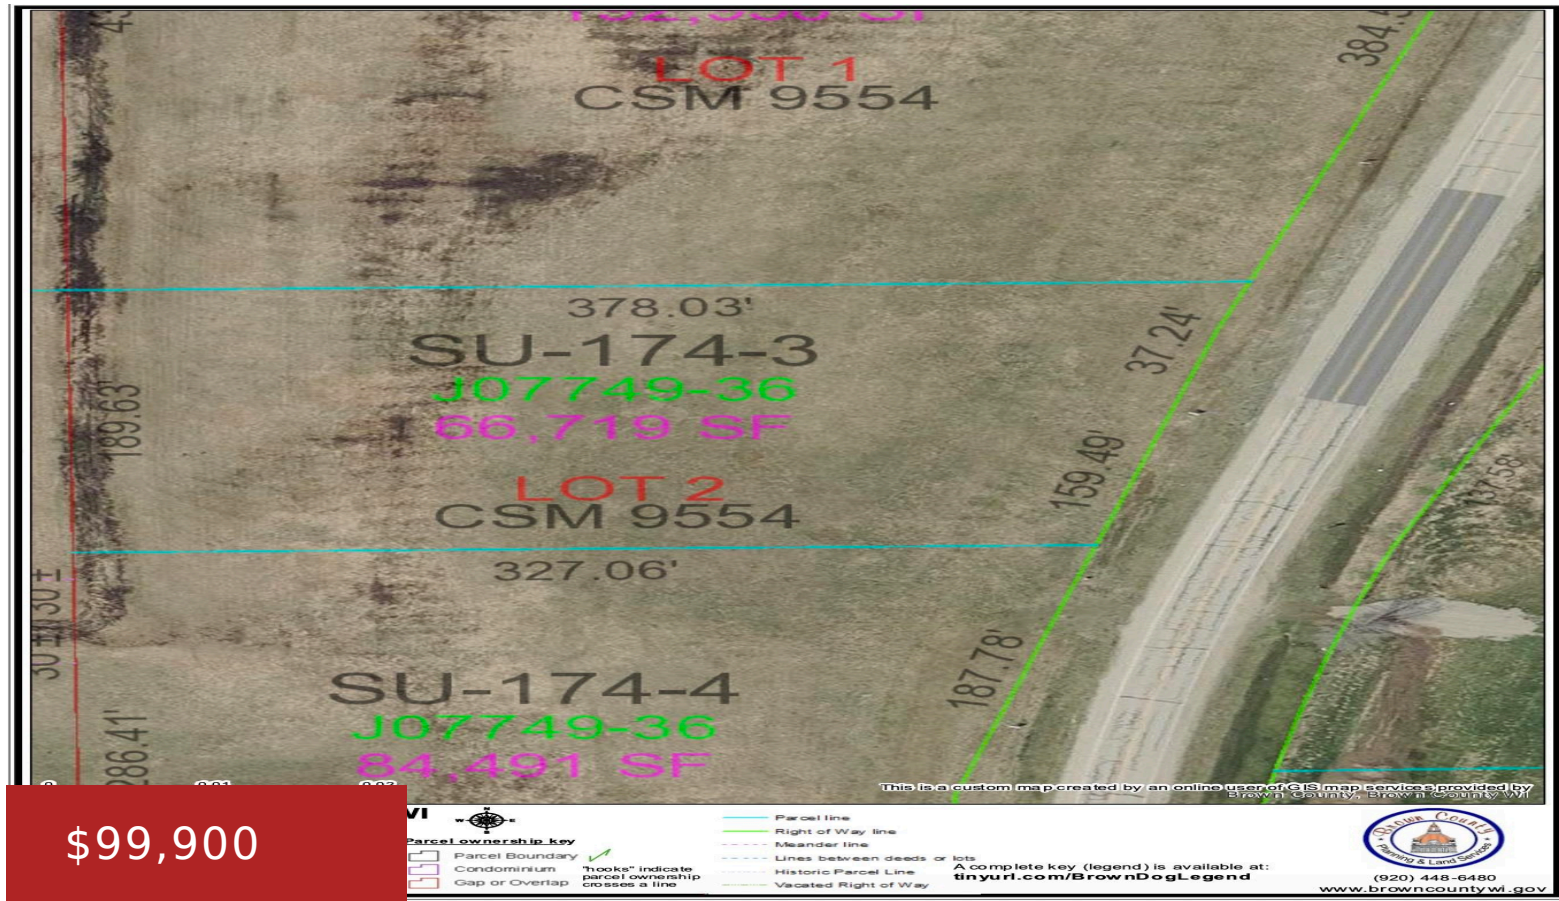 LOT 1
CSM 9554
384.
378.03'
SU-174-3
J07749-36
66,719 SF
37.24'
189.63'
159.49'
137.58'
LOT 2
CSM 9554
327.06'
30'±
30'±
187.78'
SU-174-4
J07749-36
84,491 SF
286.41'
This is a custom map created by an online user of GIS map services provided by
Brown County, Brown County WI
$99,900
WI
N
W E
Parcel ownership key
Parcel Boundary
Condominium
Gap or Overlap
"hooks" indicate
parcel ownership
crosses a line
Parcel line
Right of Way line
Meander line
Lines between deeds or lots
Historic Parcel Line
Vacated Right of Way
A complete key (legend) is available at:
tinyurl.com/BrownDogLegend
Brown County
Planning & Land Services
(920) 448-6480
www.browncountywi.gov